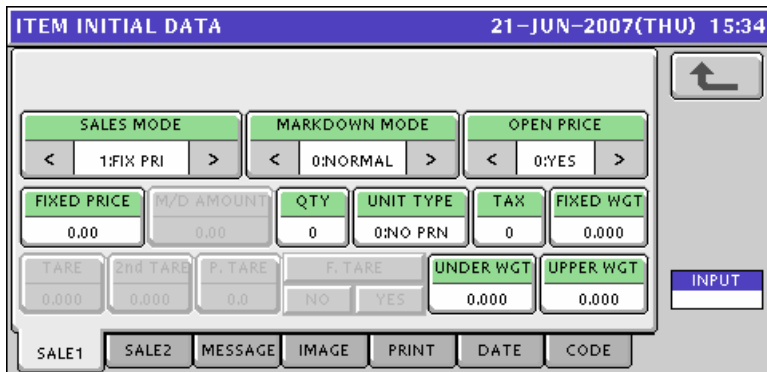 ITEM INITIAL DATA 21-JUN-2007(THU) 15:34
SALES MODE MARKDOWN MODE OPEN PRICE
< 1:FIX PRI > < 0:NORMAL > < 0:YES >
FIXED PRICE M/D AMOUNT QTY UNIT TYPE TAX FIXED WGT
0.00 0.00 0 0:NO PRN 0 0.000
TARE 2nd TARE P. TARE F. TARE UNDER WGT UPPER WGT
0.000 0.000 0.0 NO YES 0.000 0.000
INPUT
SALE1 SALE2 MESSAGE IMAGE PRINT DATE CODE